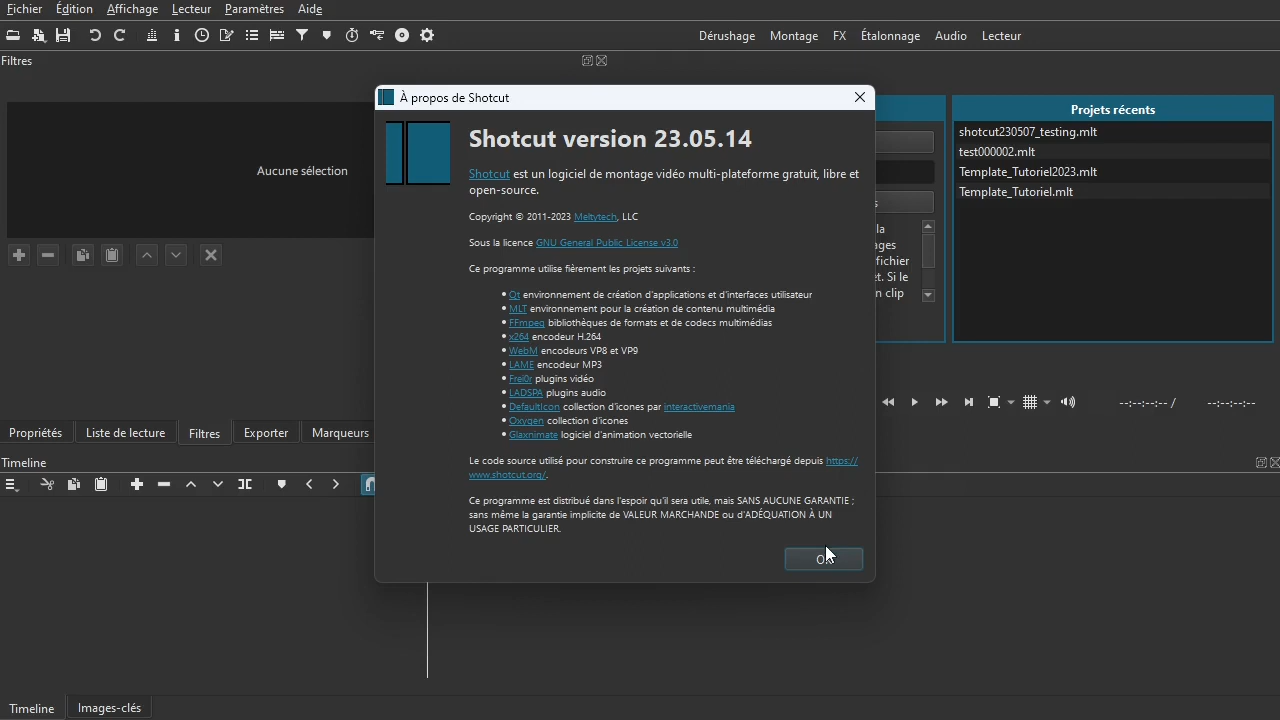 Fichier Édition Affichage Lecteur Paramètres Aide
Dérushage Montage FX Étalonnage Audio Lecteur
Filtres
À propos de Shotcut
Aucune sélection
Shotcut version 23.05.14
Shotcut est un logiciel de montage vidéo multi-plateforme gratuit, libre et
open-source.
Copyright © 2011-2023 Meltytech, LLC
Sous la licence GNU General Public License v3.0
Ce programme utilise fièrement les projets suivants :
• Qt environnement de création d'applications et d'interfaces utilisateur
• MLT environnement pour la création de contenu multimédia
• FFmpeg bibliothèques de formats et de codecs multimédias
• x264 encodeur H.264
• WebM encodeurs VP8 et VP9
• LAME encodeur MP3
• Frei0r plugins vidéo
• LADSPA plugins audio
• DefaultIcon collection d'icones par interactivemania
• Oxygen collection d'icones
• Glaxnimate logiciel d'animation vectorielle
Le code source utilisé pour construire ce programme peut être téléchargé depuis https://
www.shotcut.org/.
Ce programme est distribué dans l'espoir qu'il sera utile, mais SANS AUCUNE GARANTIE ;
sans même la garantie implicite de VALEUR MARCHANDE ou d'ADÉQUATION À UN
USAGE PARTICULIER.
OK
Projets récents
shotcut230507_testing.mlt
test000002.mlt
Template_Tutoriel2023.mlt
Template_Tutoriel.mlt
s
la
ages
fichier
et. Si le
n clip
--:--:--:-- / --:--:--:--
Propriétés Liste de lecture Filtres Exporter Marqueurs
Timeline
Timeline Images-clés